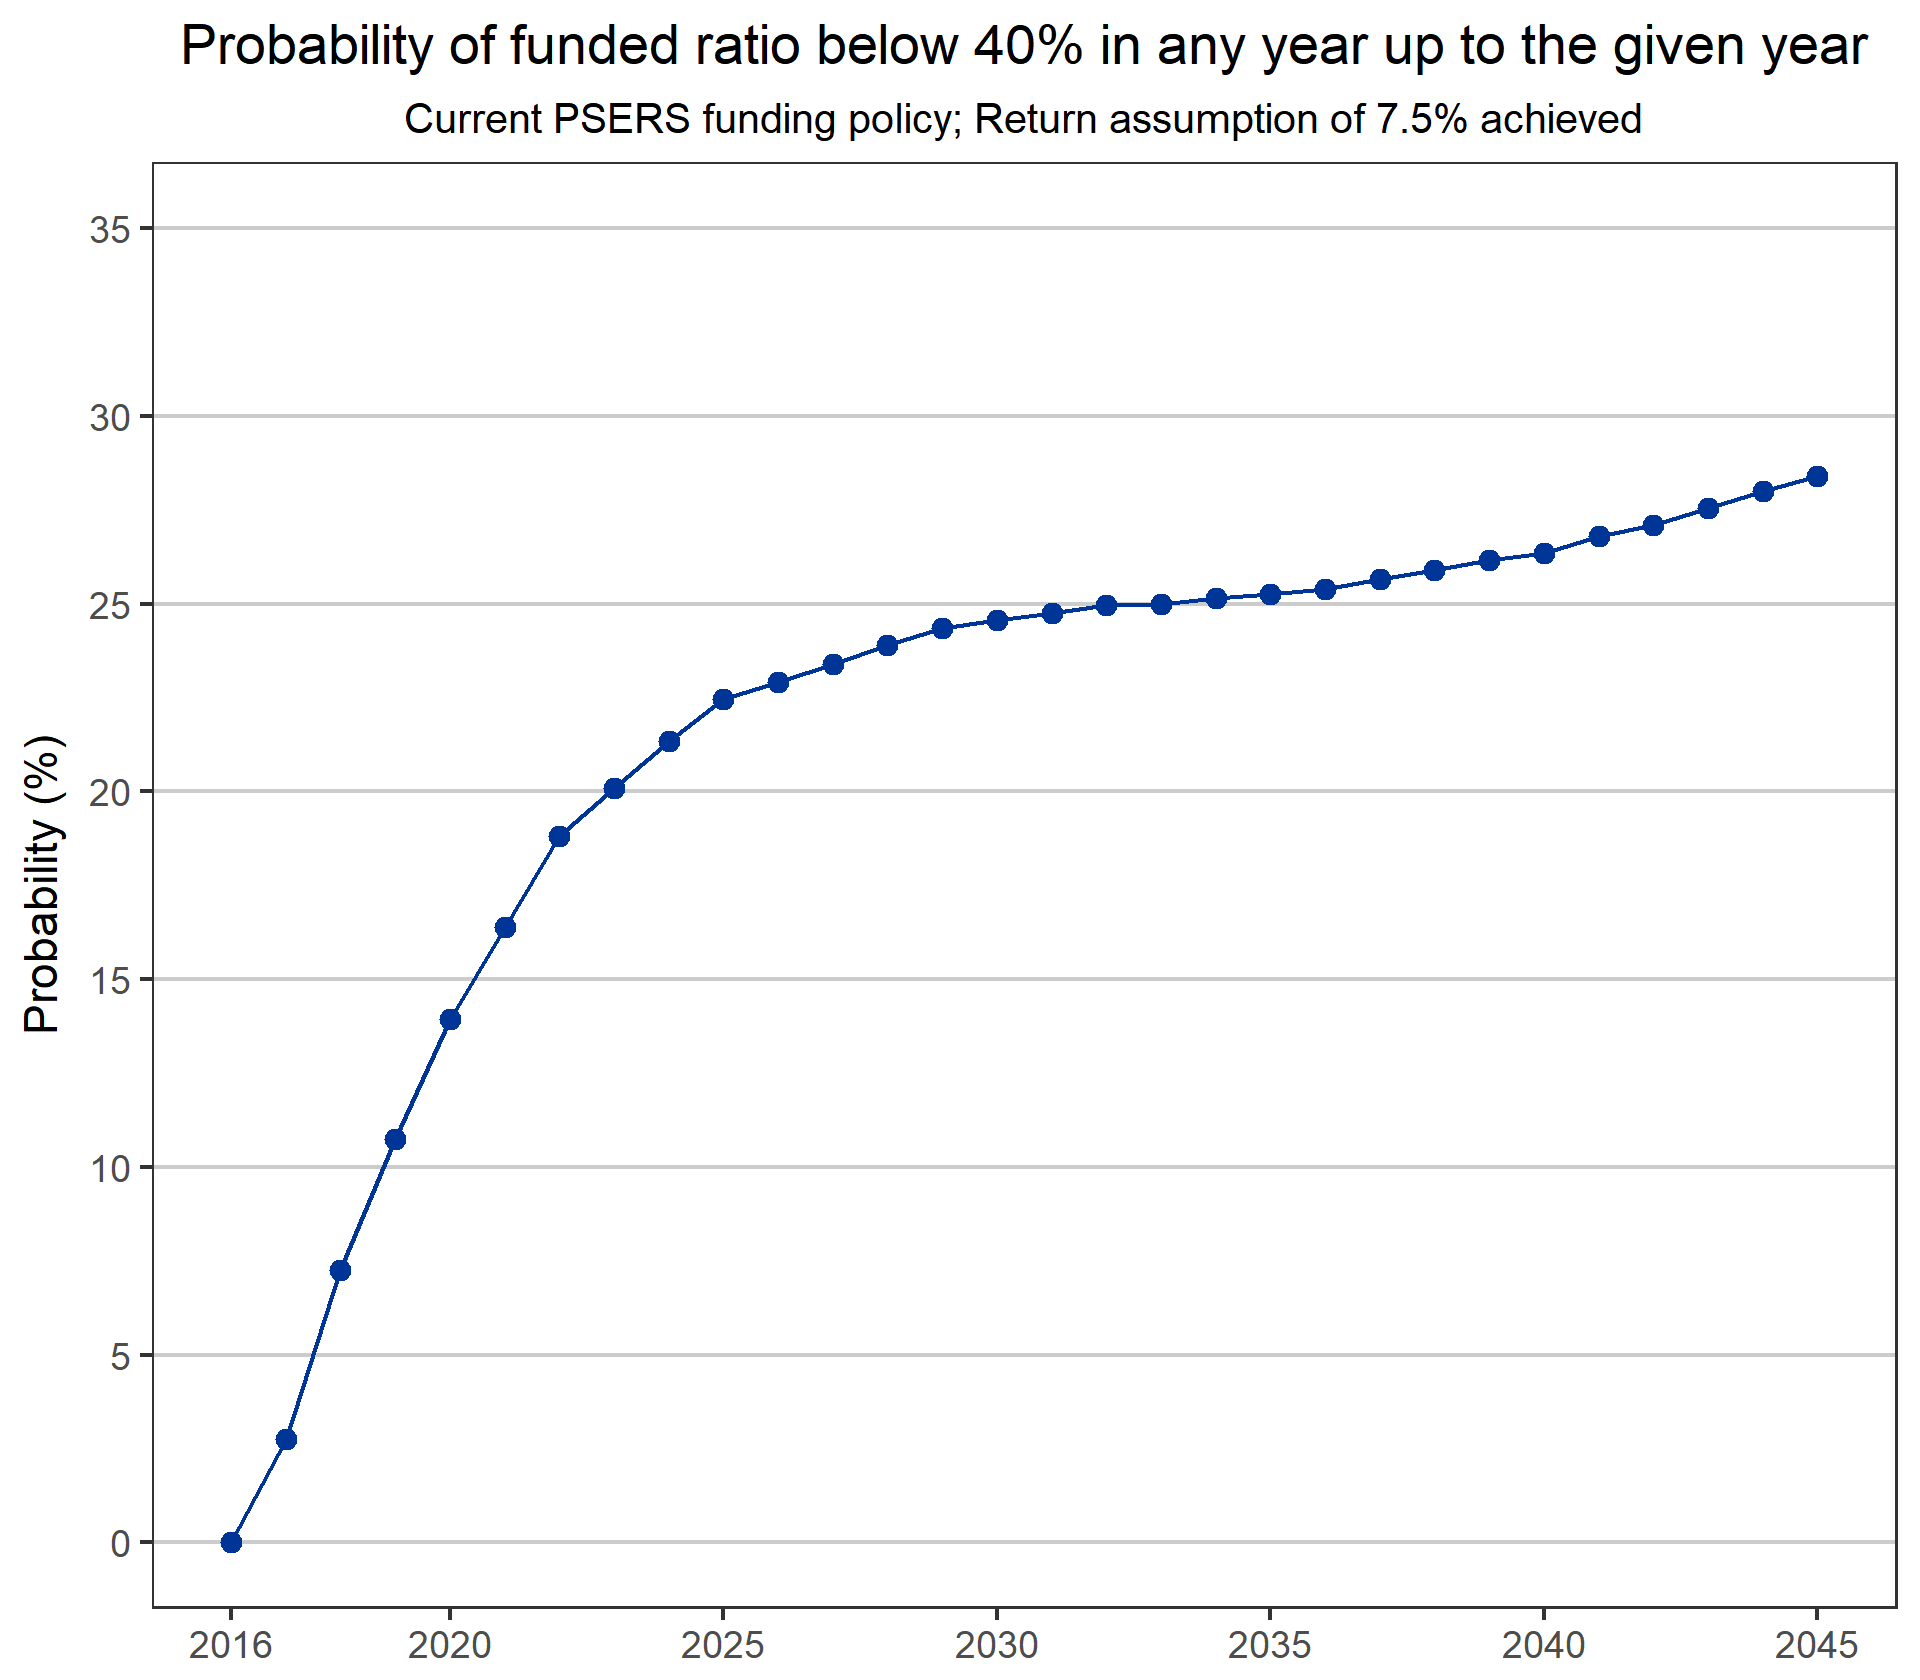 Probability of funded ratio below 40% in any year up to the given year
Current PSERS funding policy; Return assumption of 7.5% achieved
Probability (%)
35
30
25
20
15
10
5
0
2016 2020 2025 2030 2035 2040 2045